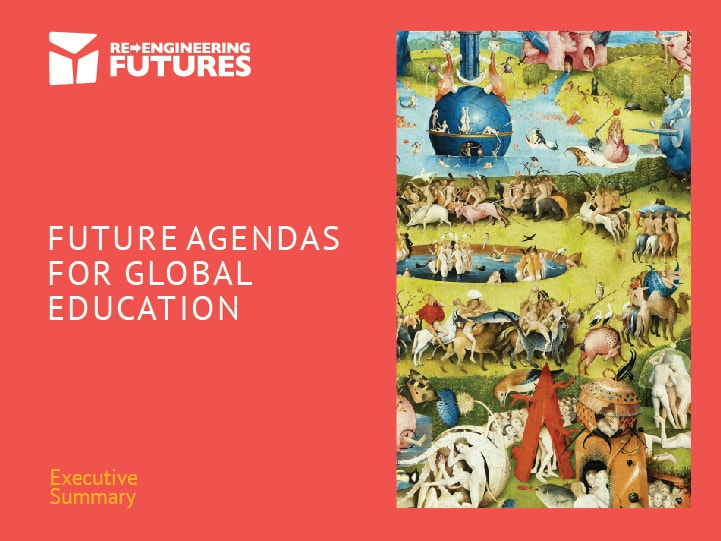 RE➞ENGINEERING
FUTURES
FUTURE AGENDAS
FOR GLOBAL
EDUCATION
Executive
Summary